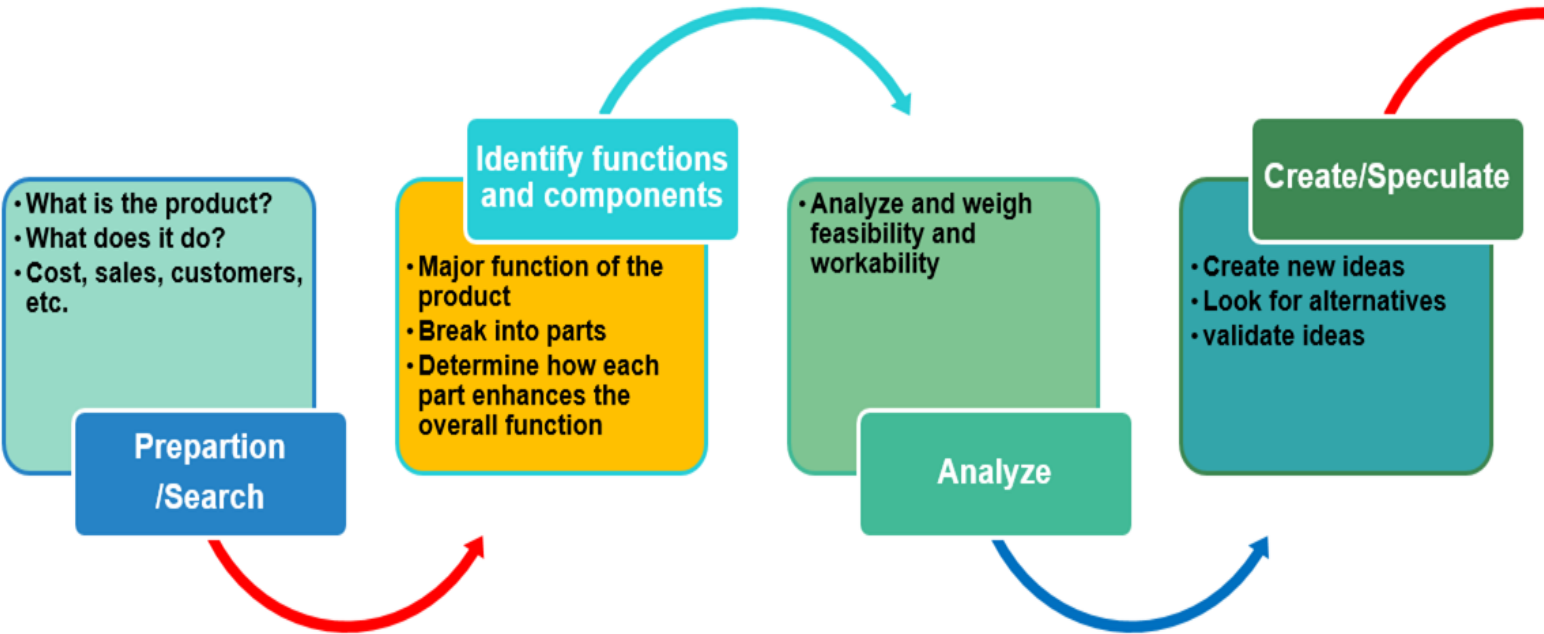 • What is the product?
• What does it do?
• Cost, sales, customers,
etc.
Prepartion
/Search
Identify functions
and components
• Major function of the
product
• Break into parts
• Determine how each
part enhances the
overall function
• Analyze and weigh
feasibility and
workability
Analyze
Create/Speculate
• Create new ideas
• Look for alternatives
• validate ideas